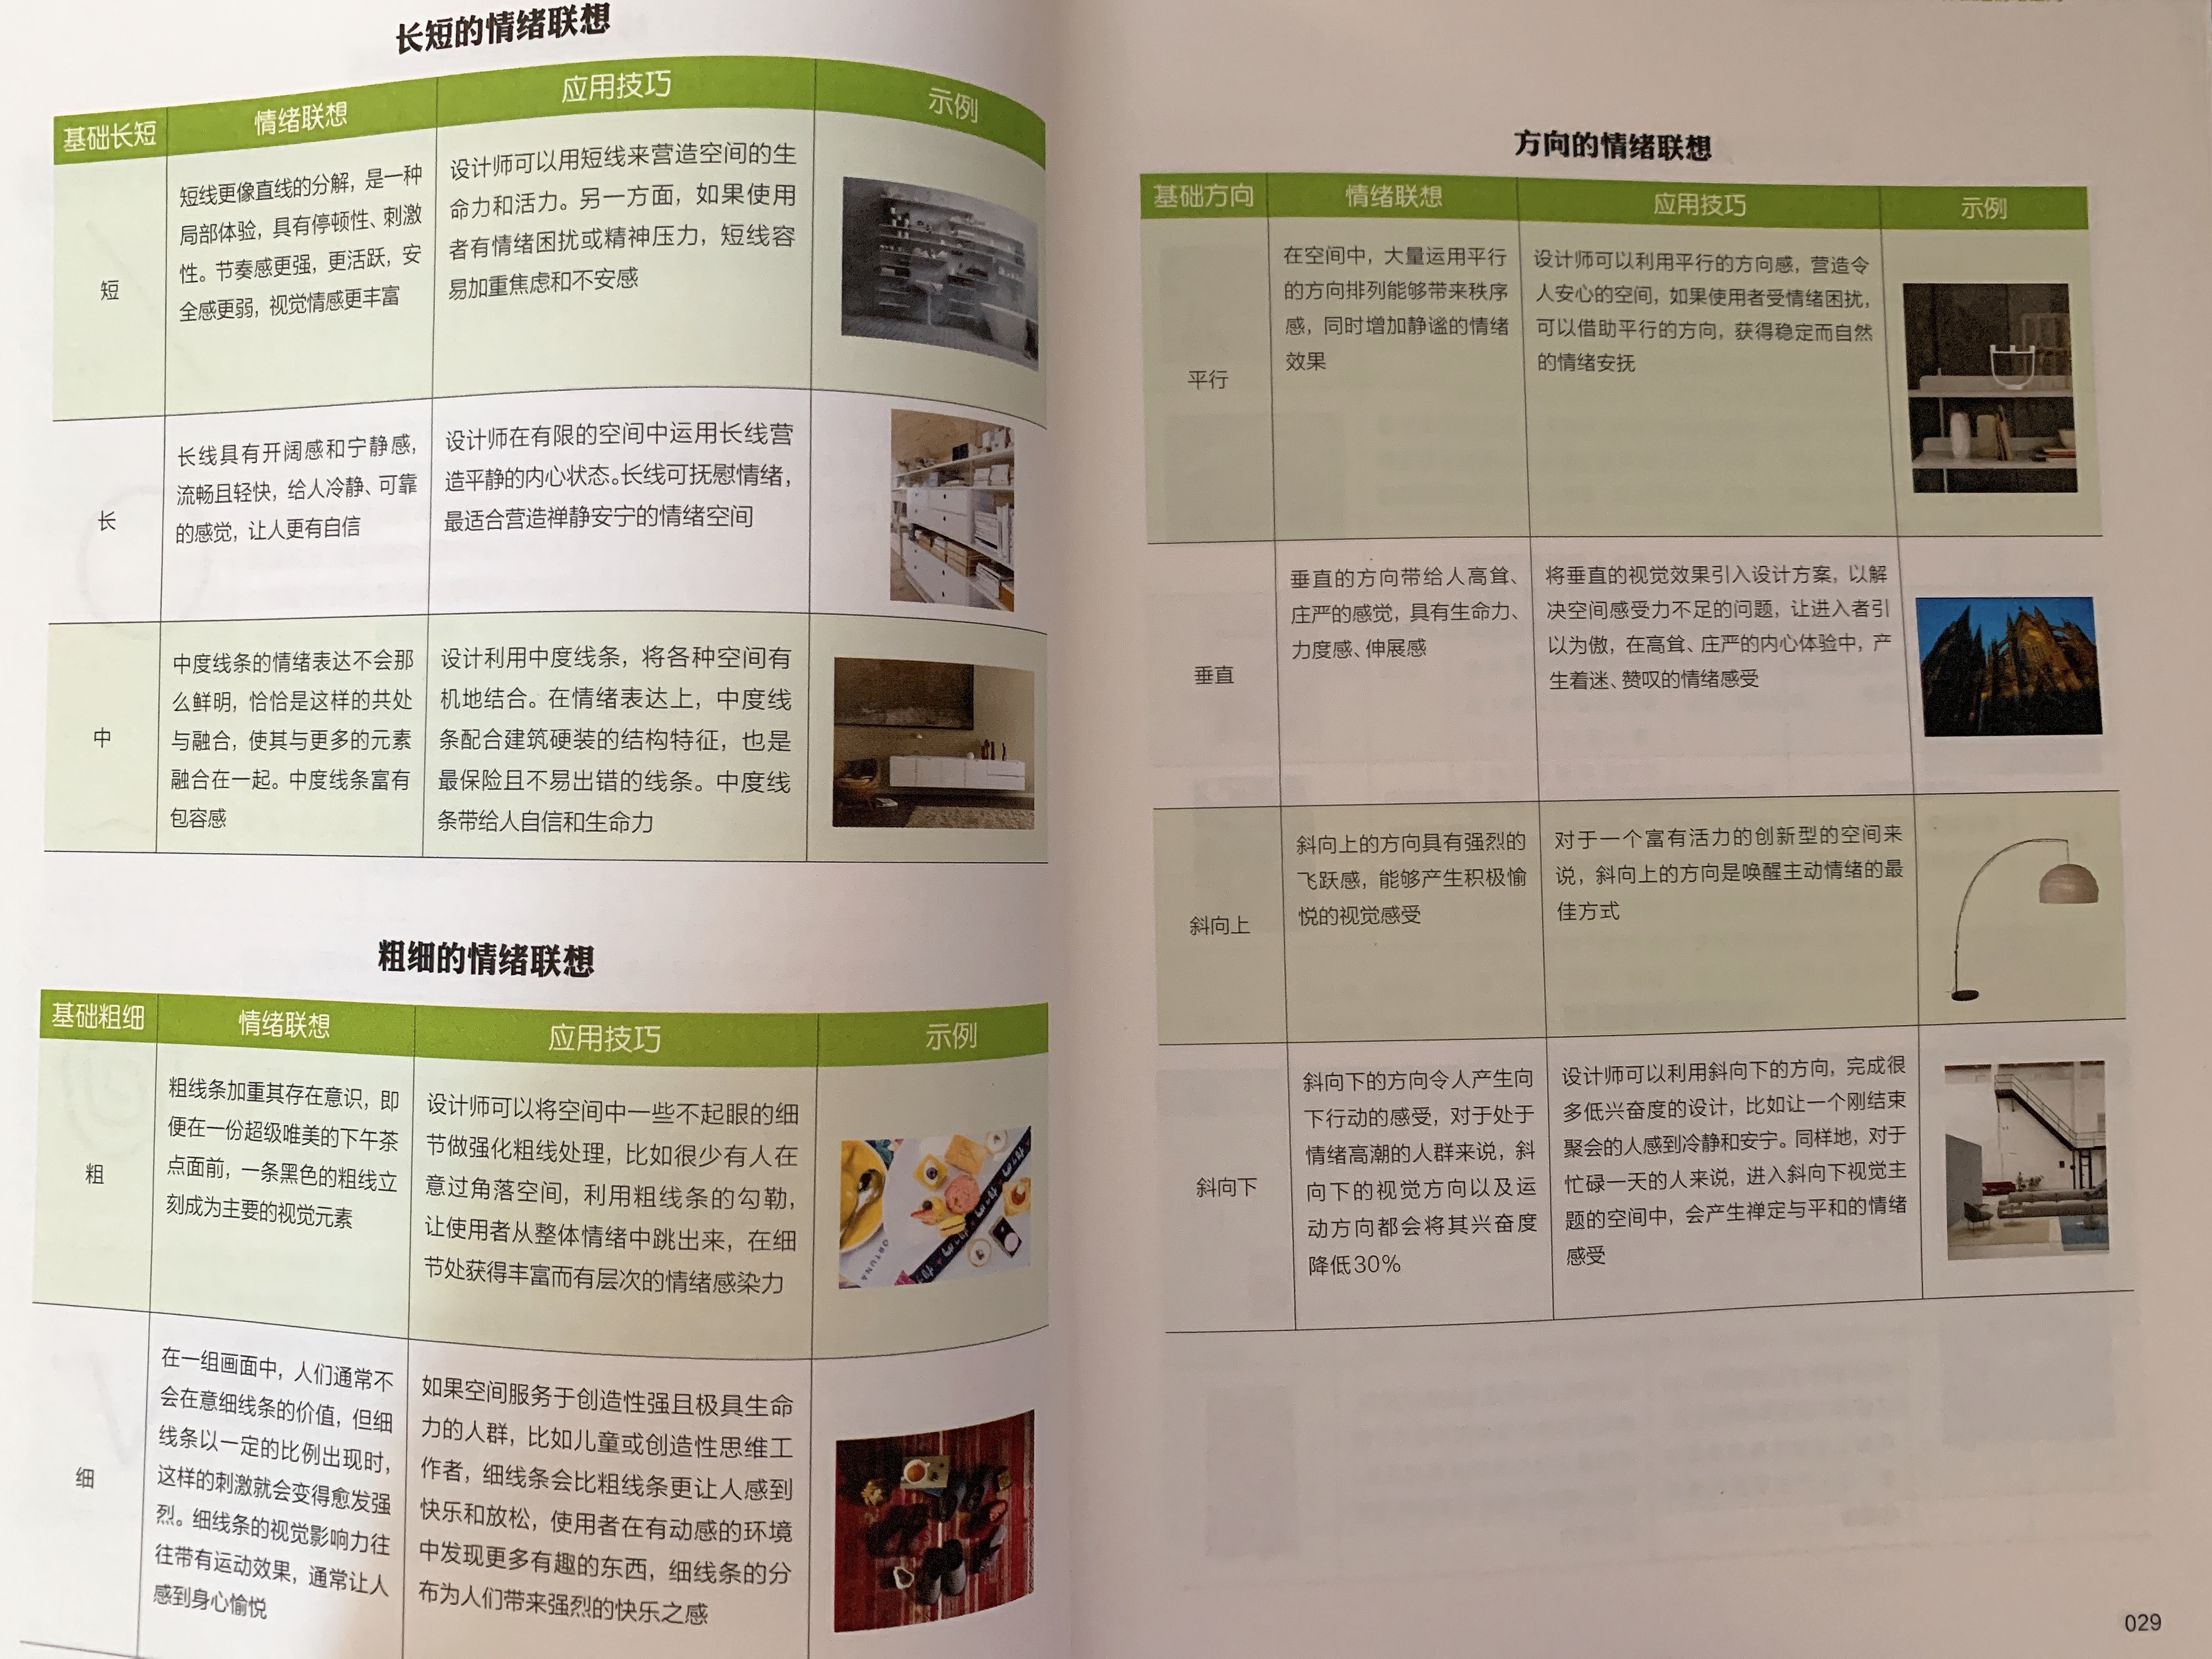 长短的情绪联想
基础长短
情绪联想
应用技巧
示例
短
短线更像直线的分解，是一种
局部体验，具有停顿性、刺激
性。节奏感更强，更活跃，安
全感更弱，视觉情感更丰富
设计师可以用短线来营造空间的生
命力和活力。另一方面，如果使用
者有情绪困扰或精神压力，短线容
易加重焦虑和不安感
长
长线具有开阔感和宁静感，
流畅且轻快，给人冷静、可靠
的感觉，让人更有自信
设计师在有限的空间中运用长线营
造平静的内心状态。长线可抚慰情绪，
最适合营造禅静安宁的情绪空间
中
中度线条的情绪表达不会那
么鲜明，恰恰是这样的共处
与融合，使其与更多的元素
融合在一起。中度线条富有
包容感
设计利用中度线条，将各种空间有
机地结合。在情绪表达上，中度线
条配合建筑硬装的结构特征，也是
最保险且不易出错的线条。中度线
条带给人自信和生命力
粗细的情绪联想
基础粗细
情绪联想
应用技巧
示例
粗
粗线条加重其存在意识，即
便在一份超级唯美的下午茶
点面前，一条黑色的粗线立
刻成为主要的视觉元素
设计师可以将空间中一些不起眼的细
节做强化粗线处理，比如很少有人在
意过角落空间，利用粗线条的勾勒，
让使用者从整体情绪中跳出来，在细
节处获得丰富而有层次的情绪感染力
细
在一组画面中，人们通常不
会在意细线条的价值，但细
线条以一定的比例出现时，
这样的刺激就会变得愈发强
烈。细线条的视觉影响力往
往带有运动效果，通常让人
感到身心愉悦
如果空间服务于创造性强且极具生命
力的人群，比如儿童或创造性思维工
作者，细线条会比粗线条更让人感到
快乐和放松，使用者在有动感的环境
中发现更多有趣的东西，细线条的分
布为人们带来强烈的快乐之感
方向的情绪联想
基础方向
情绪联想
应用技巧
示例
平行
在空间中，大量运用平行
的方向排列能够带来秩序
感，同时增加静谧的情绪
效果
设计师可以利用平行的方向感，营造令
人安心的空间，如果使用者受情绪困扰，
可以借助平行的方向，获得稳定而自然
的情绪安抚
垂直
垂直的方向带给人高耸、
庄严的感觉，具有生命力、
力度感、伸展感
将垂直的视觉效果引入设计方案，以解
决空间感受力不足的问题，让进入者引
以为傲，在高耸、庄严的内心体验中，产
生着迷、赞叹的情绪感受
斜向上
斜向上的方向具有强烈的
飞跃感，能够产生积极愉
悦的视觉感受
对于一个富有活力的创新型的空间来
说，斜向上的方向是唤醒主动情绪的最
佳方式
斜向下
斜向下的方向令人产生向
下行动的感受，对于处于
情绪高潮的人群来说，斜
向下的视觉方向以及运
动方向都会将其兴奋度
降低30%
设计师可以利用斜向下的方向，完成很
多低兴奋度的设计，比如让一个刚结束
聚会的人感到冷静和安宁。同样地，对于
忙碌一天的人来说，进入斜向下视觉主
题的空间中，会产生禅定与平和的情绪
感受
029